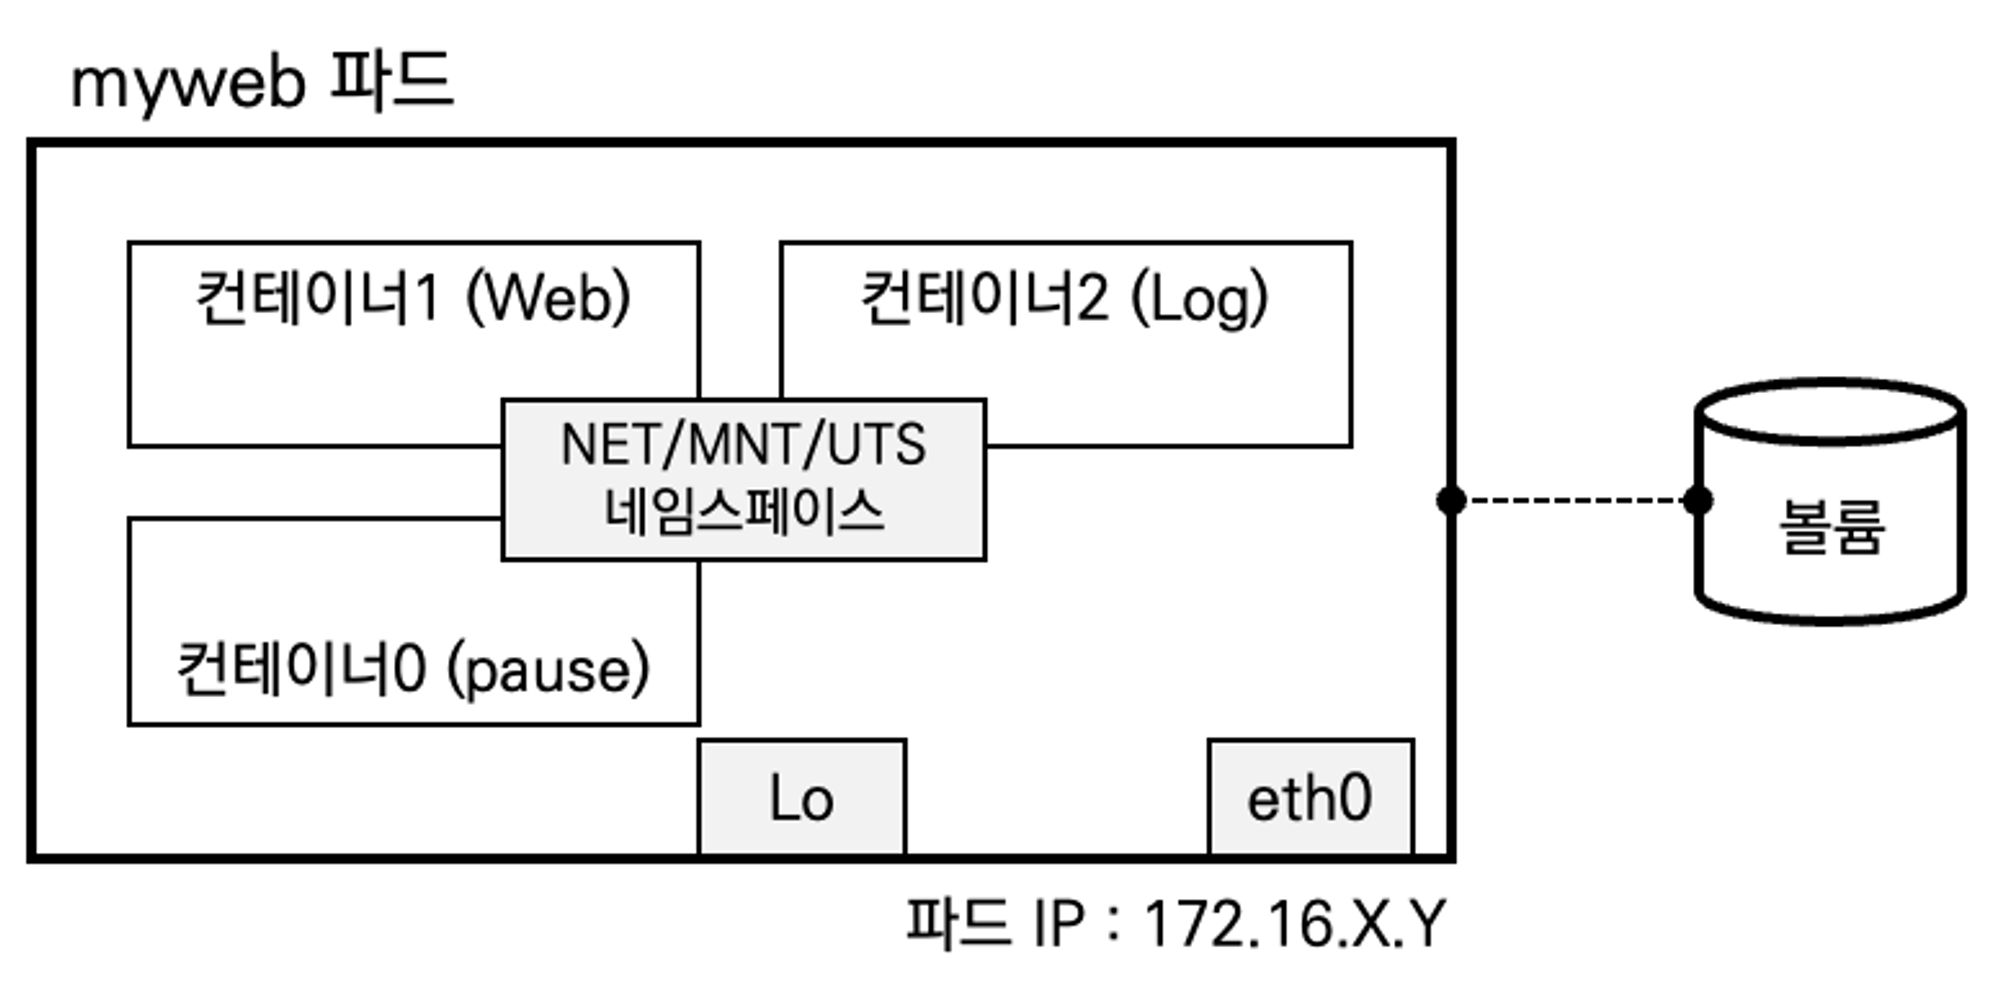 myweb 파드
컨테이너1 (Web)
컨테이너2 (Log)
NET/MNT/UTS
네임스페이스
볼륨
컨테이너0 (pause)
Lo
eth0
파드 IP : 172.16.X.Y